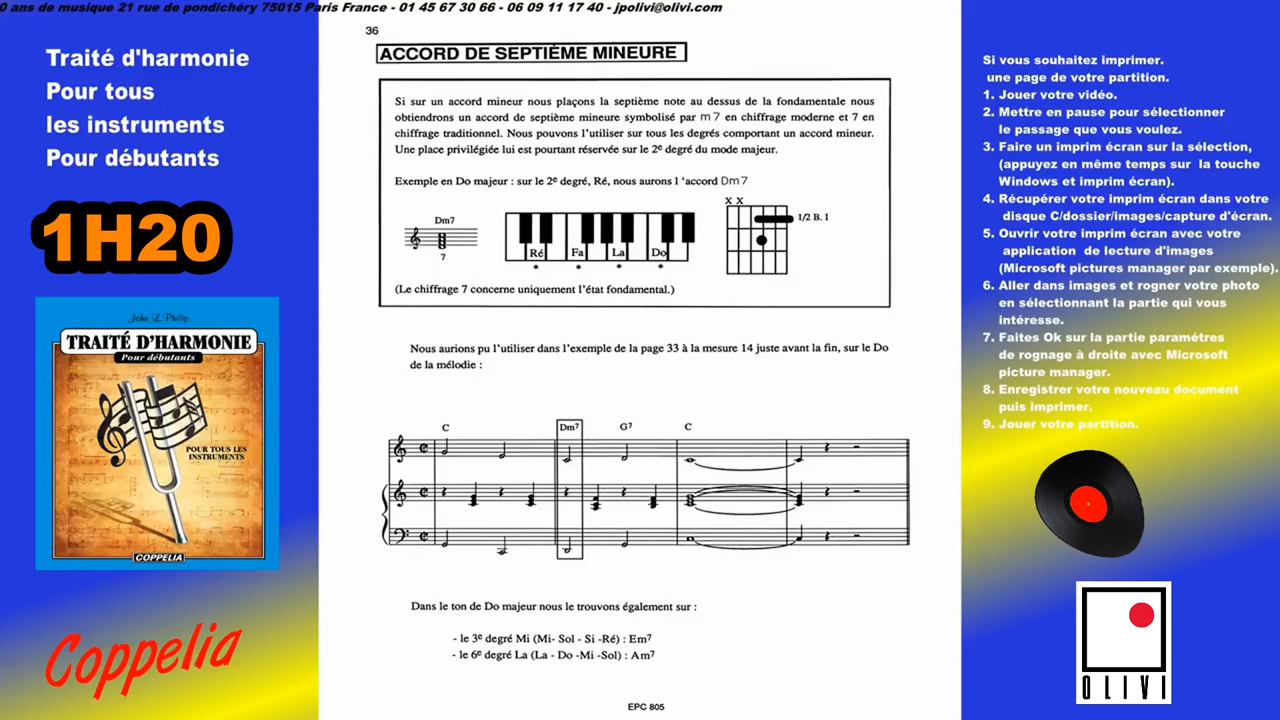 0 ans de musique 21 rue de pondichéry 75015 Paris France - 01 45 67 30 66 - 06 09 11 17 40 - jpolivi@olivi.com
Traité d'harmonie
Pour tous
les instruments
Pour débutants
1H20
John L. Philip
TRAITÉ D'HARMONIE
Pour débutants
POUR TOUS LES
INSTRUMENTS
COPPELIA
Coppelia
36
ACCORD DE SEPTIÈME MINEURE
Si sur un accord mineur nous plaçons la septième note au dessus de la fondamentale nous
obtiendrons un accord de septième mineure symbolisé par m7 en chiffrage moderne et 7 en
chiffrage traditionnel. Nous pouvons l'utiliser sur tous les degrés comportant un accord mineur.
Une place privilégiée lui est pourtant réservée sur le 2e degré du mode majeur.
Exemple en Do majeur : sur le 2e degré, Ré, nous aurons l 'accord Dm7
Dm7
7
Ré Fa La Do
* * * *
X X
1/2 B. I
(Le chiffrage 7 concerne uniquement l'état fondamental.)
Nous aurions pu l'utiliser dans l'exemple de la page 33 à la mesure 14 juste avant la fin, sur le Do
de la mélodie :
C Dm7 G7 C
Dans le ton de Do majeur nous le trouvons également sur :
- le 3e degré Mi (Mi- Sol - Si -Ré) : Em7
- le 6e degré La (La - Do -Mi -Sol) : Am7
EPC 805
Si vous souhaitez imprimer.
une page de votre partition.
1. Jouer votre vidéo.
2. Mettre en pause pour sélectionner
le passage que vous voulez.
3. Faire un imprim écran sur la sélection,
(appuyez en même temps sur la touche
Windows et imprim écran).
4. Récupérer votre imprim écran dans votre
disque C/dossier/images/capture d'écran.
5. Ouvrir votre imprim écran avec votre
application de lecture d'images
(Microsoft pictures manager par exemple).
6. Aller dans images et rogner votre photo
en sélectionnant la partie qui vous
intéresse.
7. Faites Ok sur la partie paramétres
de rognage à droite avec Microsoft
picture manager.
8. Enregistrer votre nouveau document
puis imprimer.
9. Jouer votre partition.
OLIVI